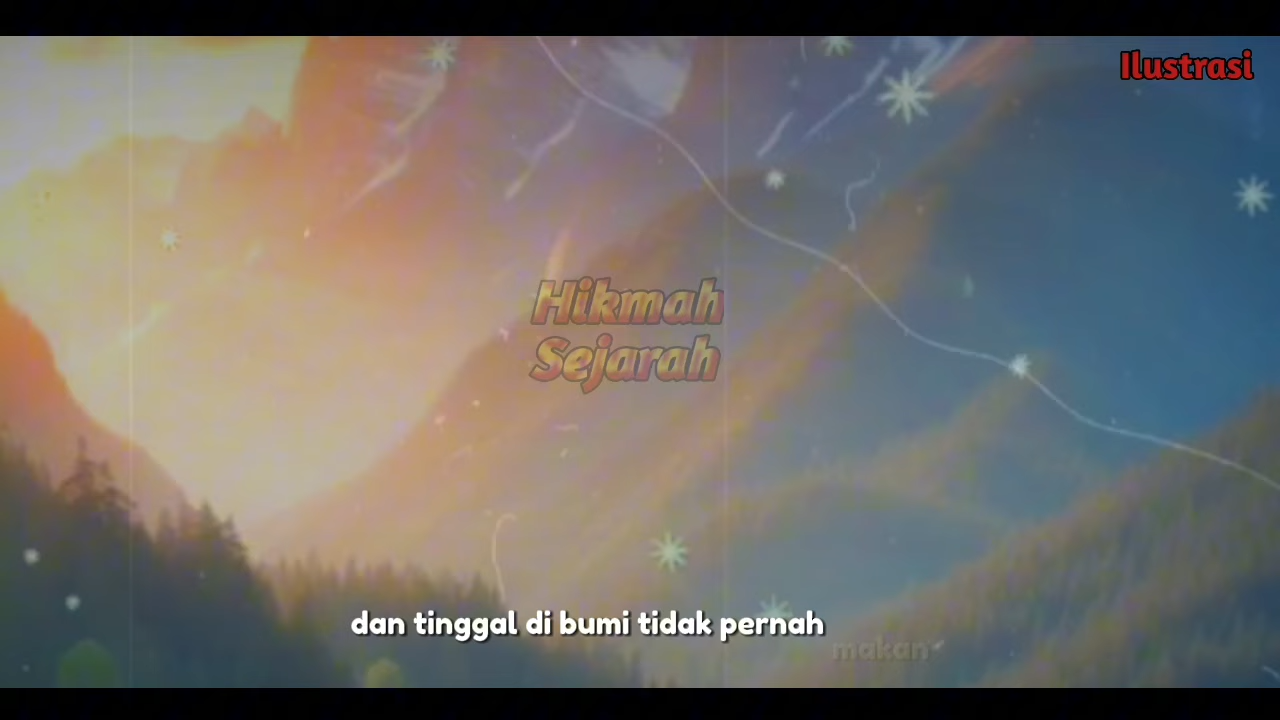 Ilustrasi
Hikmah
Sejarah
dan tinggal di bumi tidak pernah
makan